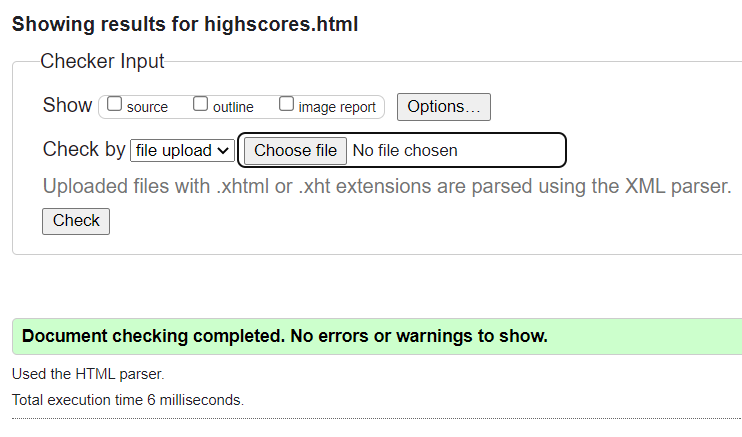 Showing results for highscores.html
Checker Input
Show source outline image report Options...
Check by file upload Choose file No file chosen
Uploaded files with .xhtml or .xht extensions are parsed using the XML parser.
Check
Document checking completed. No errors or warnings to show.
Used the HTML parser.
Total execution time 6 milliseconds.